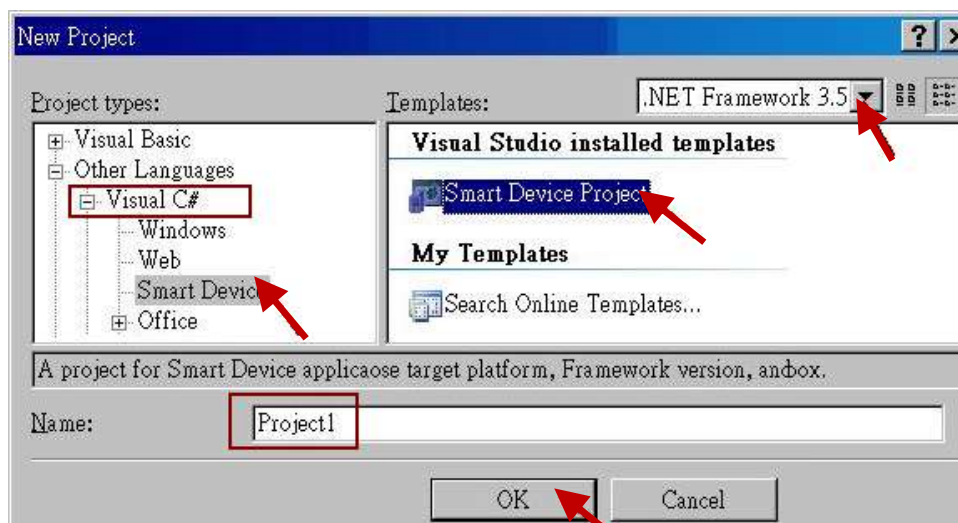 New Project
Project types:
Templates:
.NET Framework 3.5
Visual Basic
Other Languages
Visual C#
Windows
Web
Smart Device
Office
Visual Studio installed templates
Smart Device Project
My Templates
Search Online Templates...
A project for Smart Device applicaose target platform, Framework version, andbox.
Name:
Project1
OK
Cancel